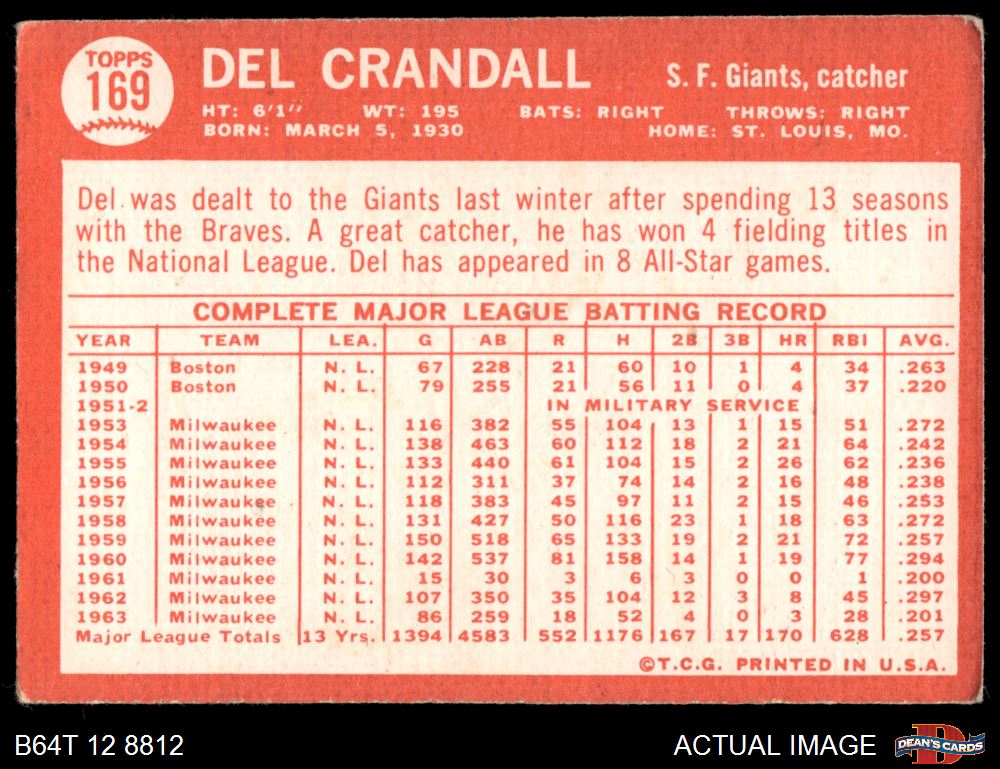 TOPPS
169
DEL CRANDALL
S. F. Giants, catcher
HT: 6'1" WT: 195 BATS: RIGHT THROWS: RIGHT
BORN: MARCH 5, 1930 HOME: ST. LOUIS, MO.
Del was dealt to the Giants last winter after spending 13 seasons
with the Braves. A great catcher, he has won 4 fielding titles in
the National League. Del has appeared in 8 All-Star games.
COMPLETE MAJOR LEAGUE BATTING RECORD
YEAR TEAM LEA. G AB R H 2B 3B HR RBI AVG.
1949 Boston N. L. 67 228 21 60 10 1 4 34 .263
1950 Boston N. L. 79 255 21 56 11 0 4 37 .220
1951-2 IN MILITARY SERVICE
1953 Milwaukee N. L. 116 382 55 104 13 1 15 51 .272
1954 Milwaukee N. L. 138 463 60 112 18 2 21 64 .242
1955 Milwaukee N. L. 133 440 61 104 15 2 26 62 .236
1956 Milwaukee N. L. 112 311 37 74 14 2 16 48 .238
1957 Milwaukee N. L. 118 383 45 97 11 2 15 46 .253
1958 Milwaukee N. L. 131 427 50 116 23 1 18 63 .272
1959 Milwaukee N. L. 150 518 65 133 19 2 21 72 .257
1960 Milwaukee N. L. 142 537 81 158 14 1 19 77 .294
1961 Milwaukee N. L. 15 30 3 6 3 0 0 1 .200
1962 Milwaukee N. L. 107 350 35 104 12 3 8 45 .297
1963 Milwaukee N. L. 86 259 18 52 4 0 3 28 .201
Major League Totals 13 Yrs. 1394 4583 552 1176 167 17 170 628 .257
©T.C.G. PRINTED IN U.S.A.
B64T 12 8812
ACTUAL IMAGE
DEAN'S CARDS